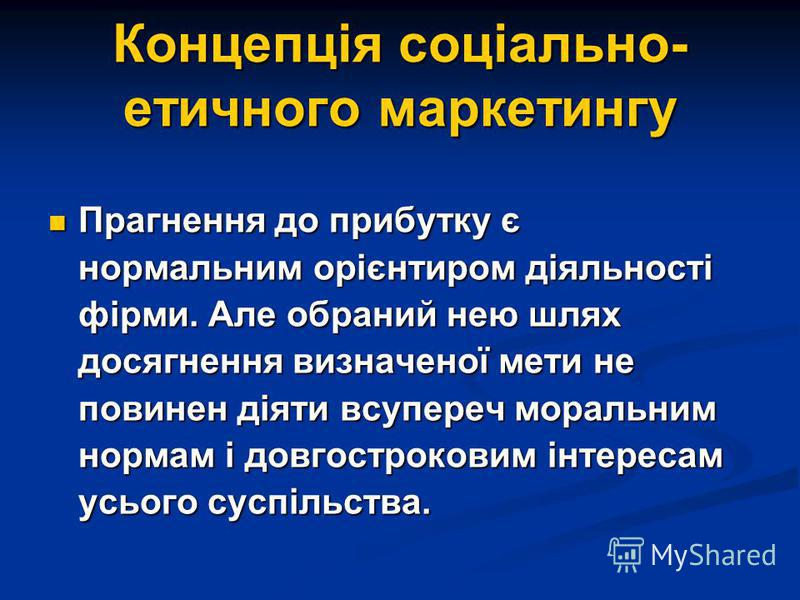 Концепція соціально-
етичного маркетингу
Прагнення до прибутку є
нормальним орієнтиром діяльності
фірми. Але обраний нею шлях
досягнення визначеної мети не
повинен діяти всупереч моральним
нормам і довгостроковим інтересам
усього суспільства.
MyShared